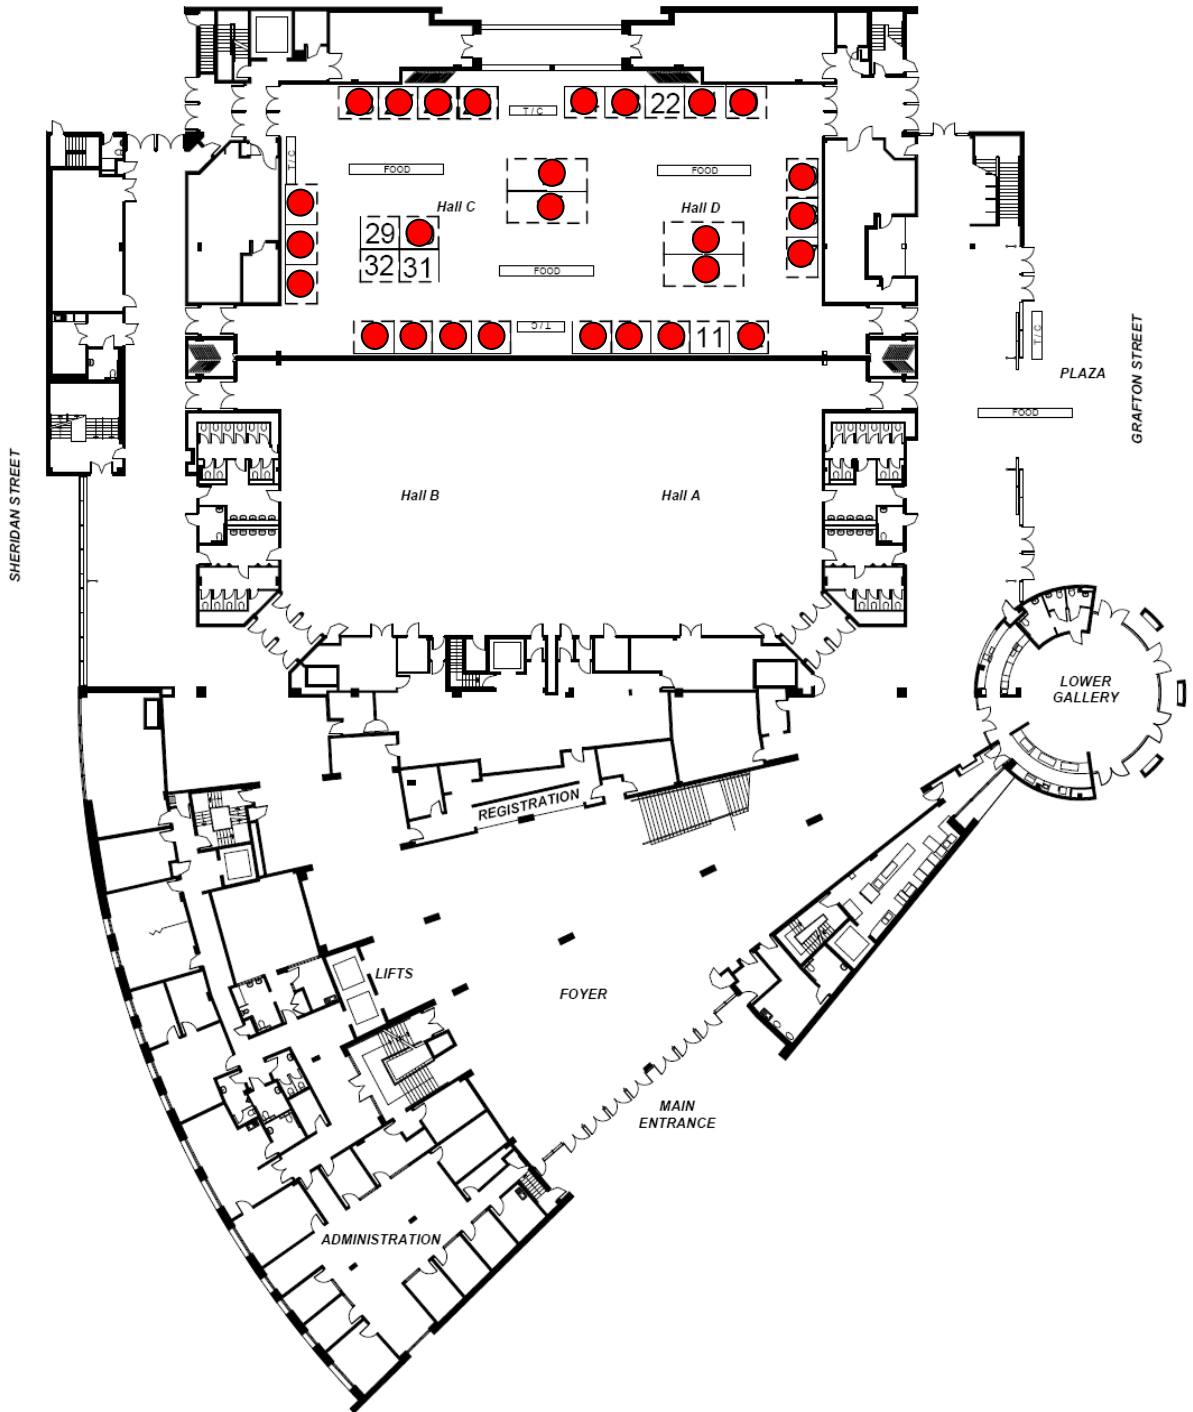 T / C
22
T / C
FOOD
FOOD
Hall C
Hall D
29
32
31
FOOD
T / C
11
T / C
PLAZA
GRAFTON STREET
FOOD
SHERIDAN STREET
Hall B
Hall A
LOWER
GALLERY
REGISTRATION
LIFTS
FOYER
MAIN
ENTRANCE
ADMINISTRATION